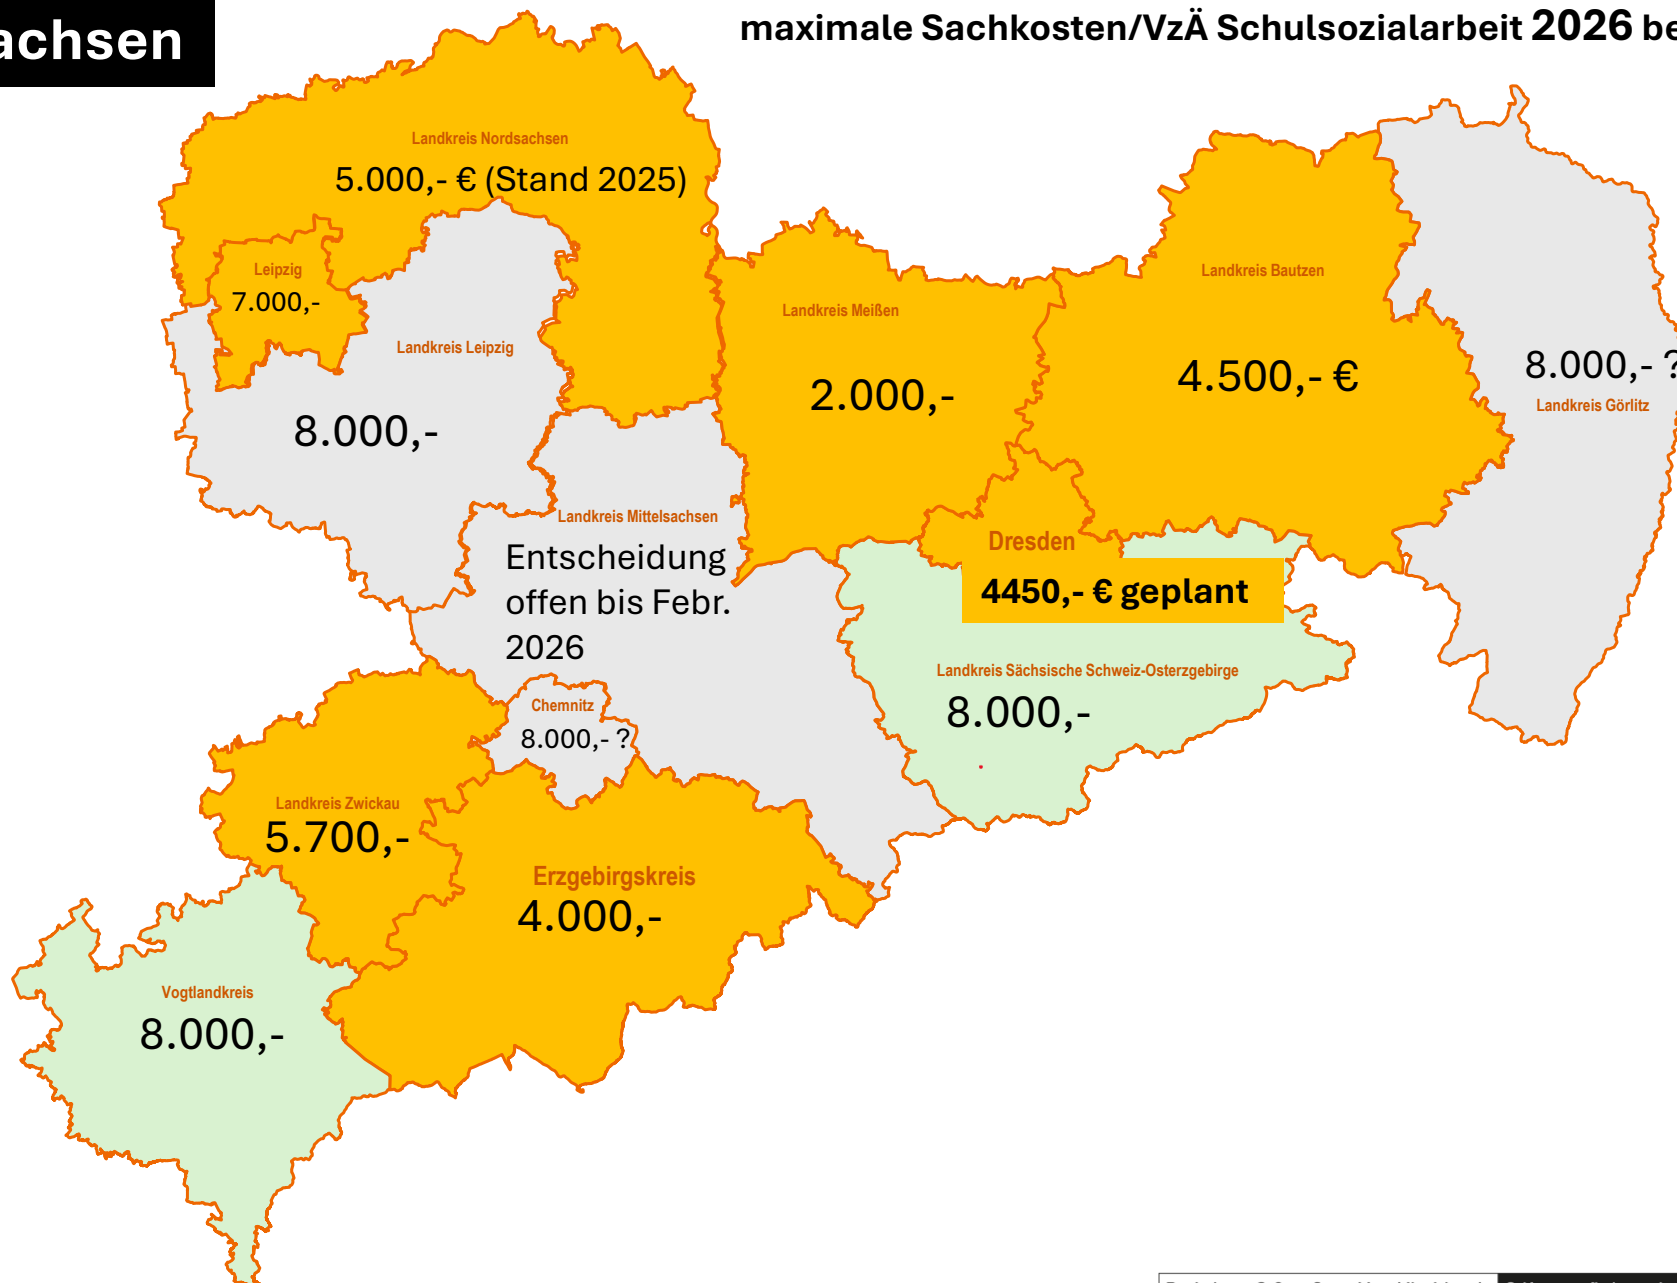 achsen
maximale Sachkosten/VzÄ Schulsozialarbeit 2026 be
Landkreis Nordsachsen
5.000,- € (Stand 2025)
Leipzig
7.000,-
Landkreis Leipzig
8.000,-
Landkreis Meißen
2.000,-
Landkreis Bautzen
4.500,- €
8.000,- ?
Landkreis Görlitz
Landkreis Mittelsachsen
Entscheidung
offen bis Febr.
2026
Dresden
4450,- € geplant
Landkreis Sächsische Schweiz-Osterzgebirge
8.000,-
Chemnitz
8.000,- ?
Landkreis Zwickau
5.700,-
Erzgebirgskreis
4.000,-
Vogtlandkreis
8.000,-